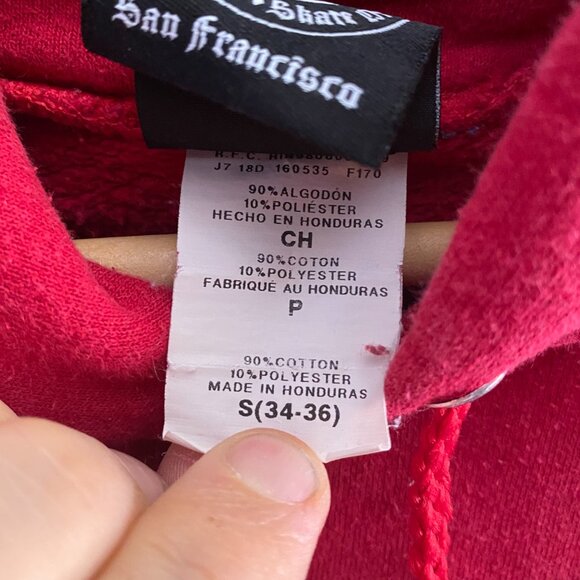 Skate
San Francisco
J7 18D 160535 F170
90%ALGODÓN
10%POLIÉSTER
HECHO EN HONDURAS
CH
90%COTON
10%POLYESTER
FABRIQUÉ AU HONDURAS
P
90%COTTON
10%POLYESTER
MADE IN HONDURAS
S(34-36)